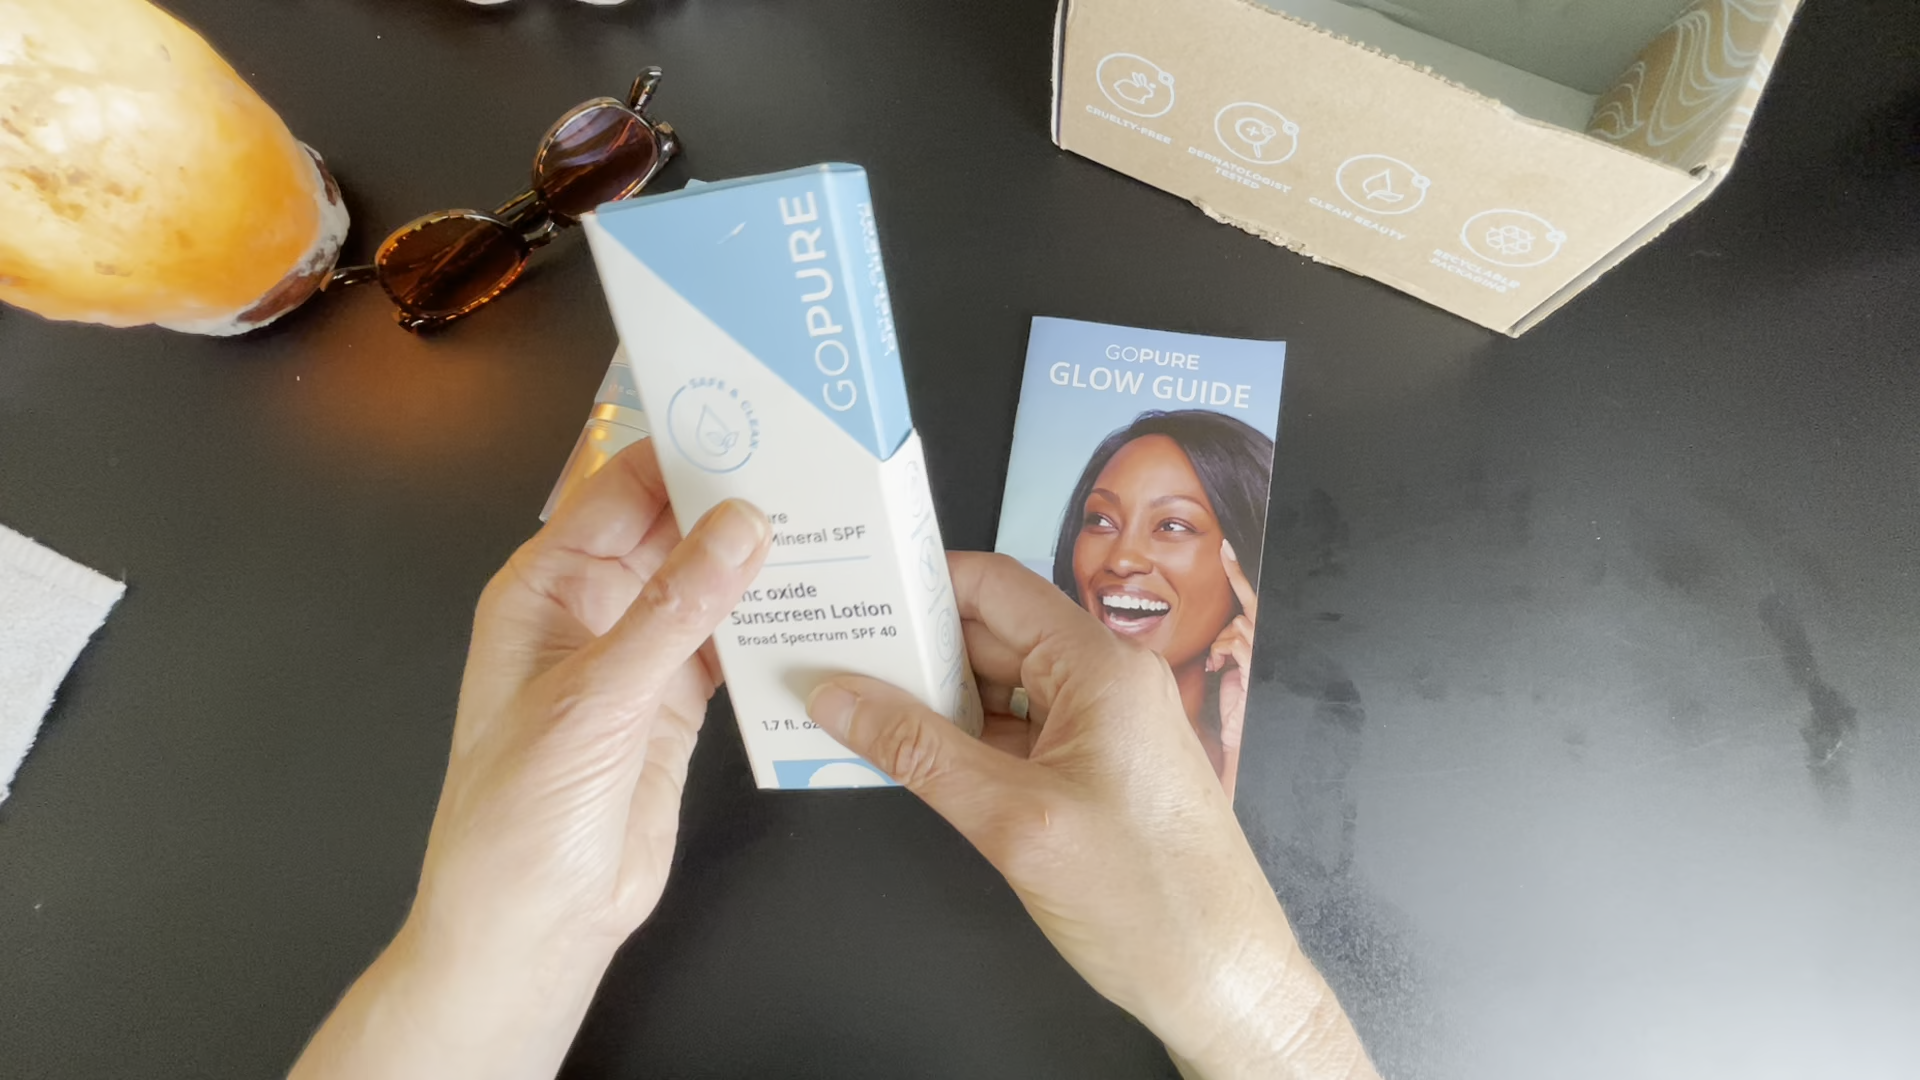 CRUELTY-FREE
DERMATOLOGIST
TESTED
CLEAN BEAUTY
RECYCLABLE
PACKAGING
GOPURE
SAFE & CLEAN
Mineral SPF
oxide
Sunscreen Lotion
Broad Spectrum SPF 40
1.7 fl. oz
GOPURE
GLOW GUIDE